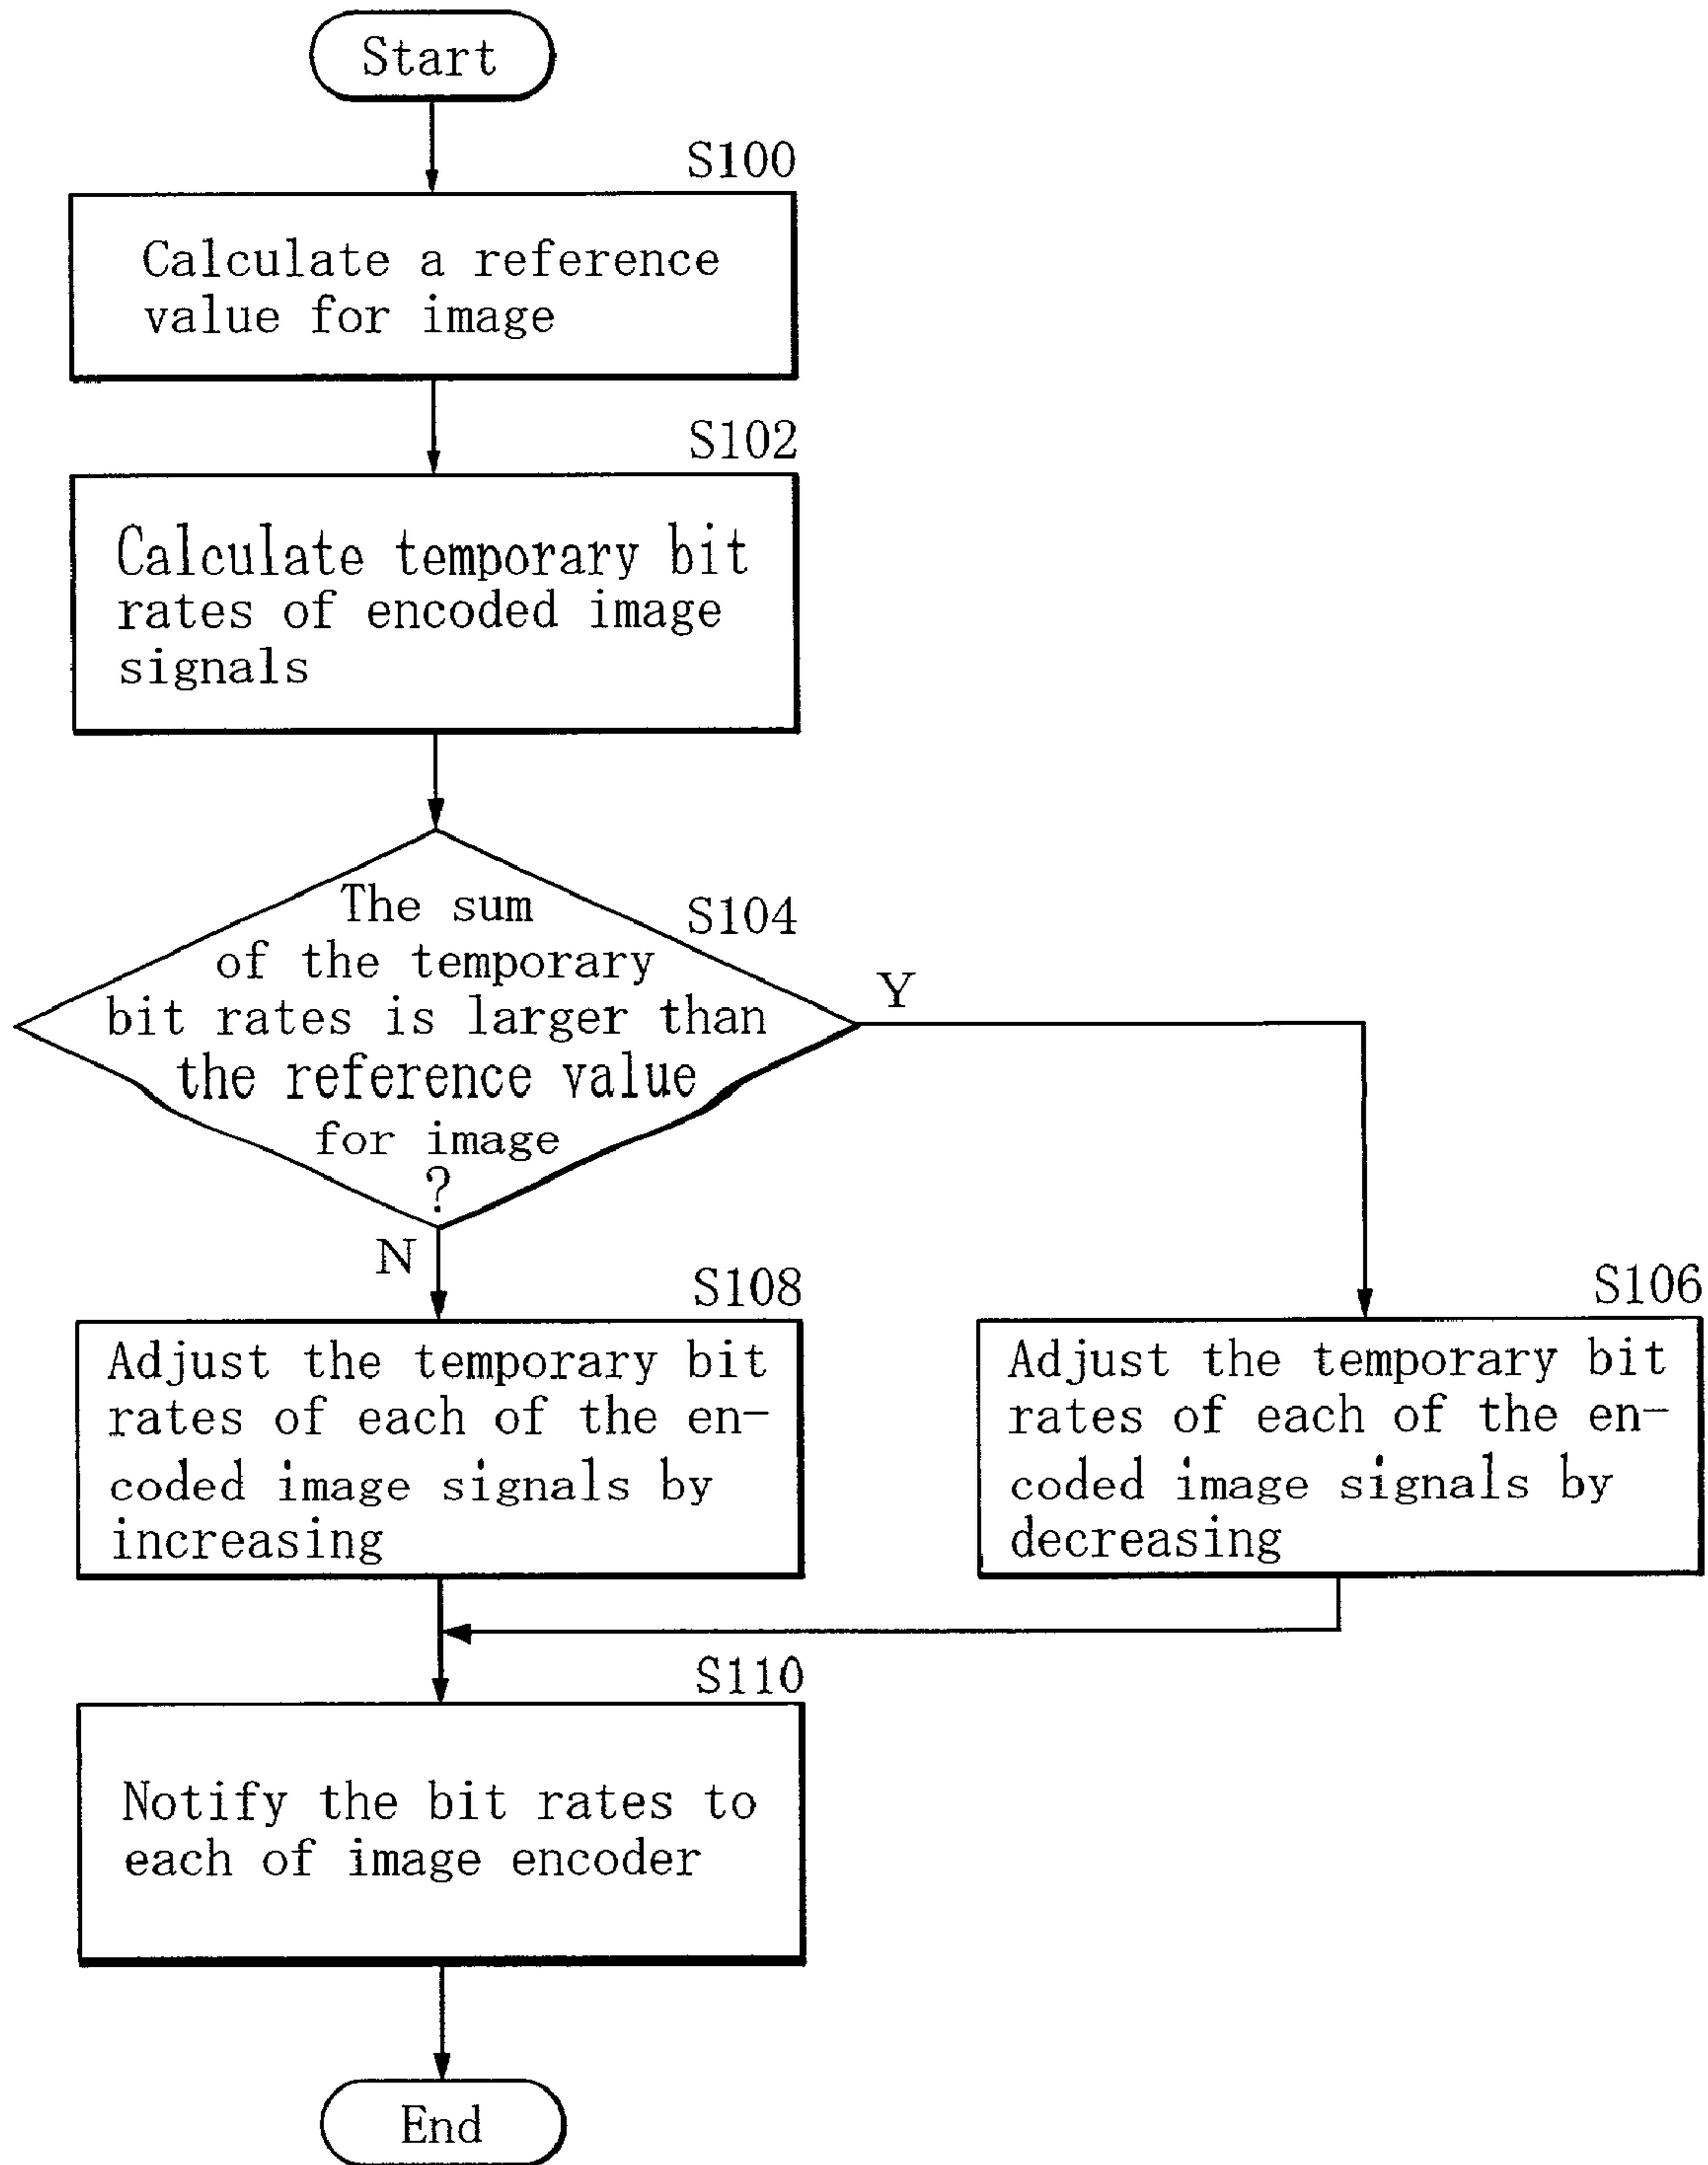 Start
S100
Calculate a reference
value for image
S102
Calculate temporary bit
rates of encoded image
signals
S104
The sum
of the temporary
bit rates is larger than
the reference value
for image
?
Y
N
S108
Adjust the temporary bit
rates of each of the en-
coded image signals by
increasing
S106
Adjust the temporary bit
rates of each of the en-
coded image signals by
decreasing
S110
Notify the bit rates to
each of image encoder
End